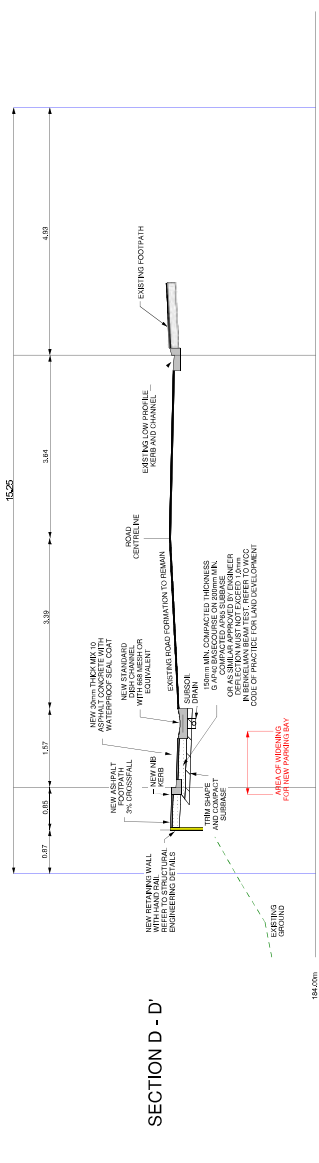 15.25
0.87
0.85
1.57
3.39
3.64
4.93
NEW RETAINING WALL
WITH HAND RAIL
REFER TO STRUCTURAL
ENGINEERING DETAILS
NEW ASHPALT
FOOTPATH
3% CROSSFALL
NEW NIB
KERB
NEW 30mm THICK MIX 10
ASPHALT CONCRETE WITH
WATERPROOF SEAL COAT
NEW STANDARD
DISH CHANNEL
WITH 668 MESH OR
EQUIVALENT
EXISTING ROAD FORMATION TO REMAIN
ROAD
CENTRELINE
EXISTING LOW PROFILE
KERB AND CHANNEL
EXISTING FOOTPATH
TRIM SHAPE
AND COMPACT
SUBBASE
SUBSOIL
DRAIN
150mm MIN. COMPACTED THICKNESS
G AP40 BASECOURSE ON 200mm MIN.
COMPACTED AP65 SUBBASE
OR AS SIMILAR APPROVED BY ENGINEER
DEFLECTION MUST NOT EXCEED 1.0mm
IN BENKELMAN BEAM TEST, REFER TO WCC
CODE OF PRACTICE FOR LAND DEVELOPMENT
AREA OF WIDENING
FOR NEW PARKING BAY
EXISTING
GROUND
184.00m
SECTION D - D'